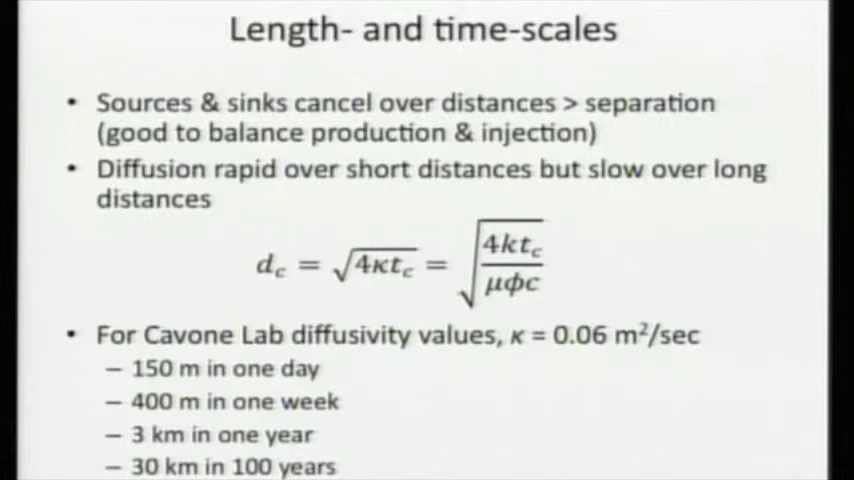 Length- and time-scales
• Sources & sinks cancel over distances > separation
(good to balance production & injection)
• Diffusion rapid over short distances but slow over long
distances
d_c = √(4κt_c) = √(4kt_c / μϕc)
• For Cavone Lab diffusivity values, κ = 0.06 m²/sec
– 150 m in one day
– 400 m in one week
– 3 km in one year
– 30 km in 100 years